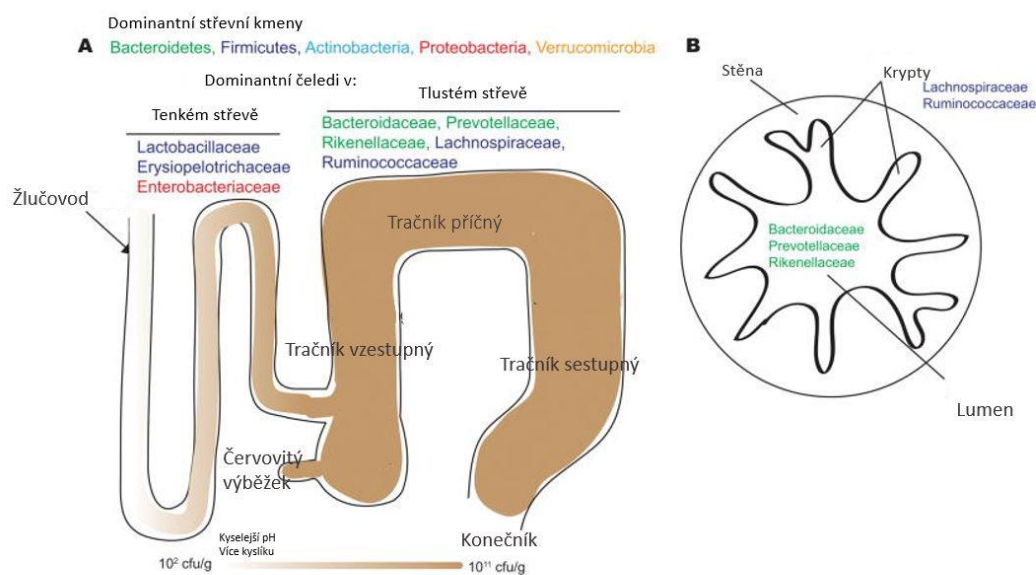 Dominantní střevní kmeny
A Bacteroidetes, Firmicutes, Actinobacteria, Proteobacteria, Verrucomicrobia
Dominantní čeledi v:
Tenkém střevě
Lactobacillaceae
Erysiopelotrichaceae
Enterobacteriaceae
Tlustém střevě
Bacteroidaceae, Prevotellaceae,
Rikenellaceae, Lachnospiraceae,
Ruminococcaceae
Žlučovod
Tračník příčný
Tračník vzestupný
Tračník sestupný
Červovitý
výběžek
Konečník
Kyselejší pH
Více kyslíku
10² cfu/g
10¹¹ cfu/g
B
Stěna
Krypty
Lachnospiraceae
Ruminococcaceae
Bacteroidaceae
Prevotellaceae
Rikenellaceae
Lumen